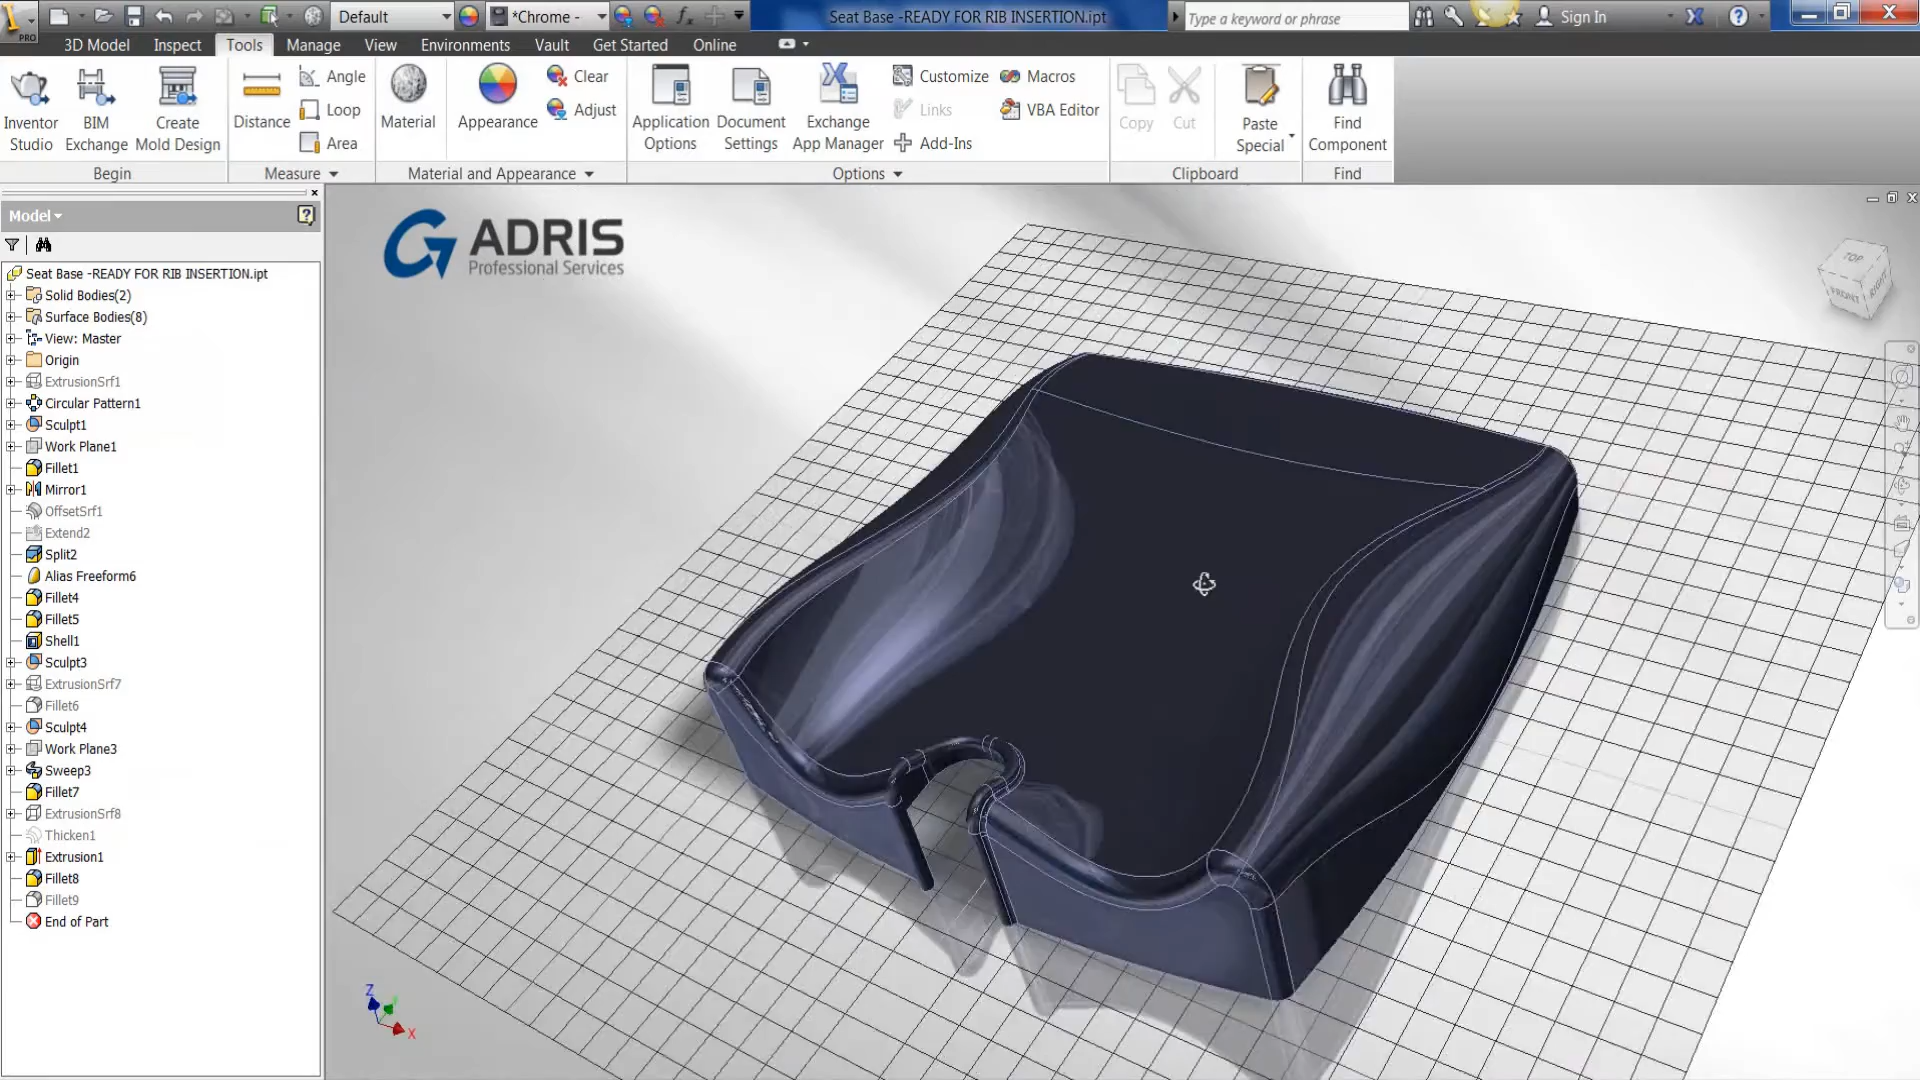 PRO
Default
*Chrome -
Seat Base -READY FOR RIB INSERTION.ipt
Type a keyword or phrase
Sign In
3D Model
Inspect
Tools
Manage
View
Environments
Vault
Get Started
Online
Inventor Studio
BIM Exchange
Create Mold Design
Distance
Angle
Loop
Area
Material
Appearance
Clear
Adjust
Application Options
Document Settings
Exchange App Manager
Customize
Links
Add-Ins
Macros
VBA Editor
Copy
Cut
Paste Special
Find Component
Begin
Measure
Material and Appearance
Options
Clipboard
Find
Model
Seat Base -READY FOR RIB INSERTION.ipt
Solid Bodies(2)
Surface Bodies(8)
View: Master
Origin
ExtrusionSrf1
Circular Pattern1
Sculpt1
Work Plane1
Fillet1
Mirror1
OffsetSrf1
Extend2
Split2
Alias Freeform6
Fillet4
Fillet5
Shell1
Sculpt3
ExtrusionSrf7
Fillet6
Sculpt4
Work Plane3
Sweep3
Fillet7
ExtrusionSrf8
Thicken1
Extrusion1
Fillet8
Fillet9
End of Part
ADRIS
Professional Services
TOP
FRONT
RIGHT
Z
X